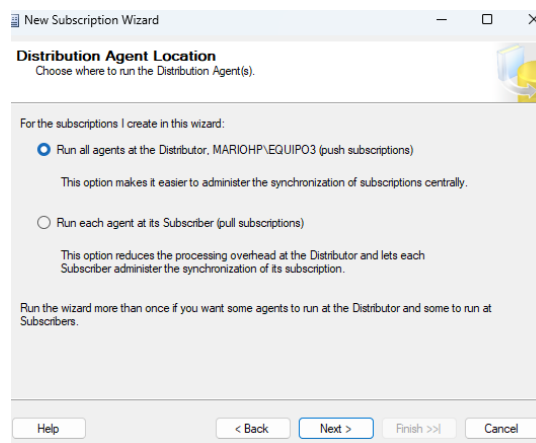 New Subscription Wizard
Distribution Agent Location
Choose where to run the Distribution Agent(s).
For the subscriptions I create in this wizard:
Run all agents at the Distributor, MARIOHP\EQUIPO3 (push subscriptions)
This option makes it easier to administer the synchronization of subscriptions centrally.
Run each agent at its Subscriber (pull subscriptions)
This option reduces the processing overhead at the Distributor and lets each
Subscriber administer the synchronization of its subscription.
Run the wizard more than once if you want some agents to run at the Distributor and some to run at
Subscribers.
Help < Back Next > Finish >>| Cancel